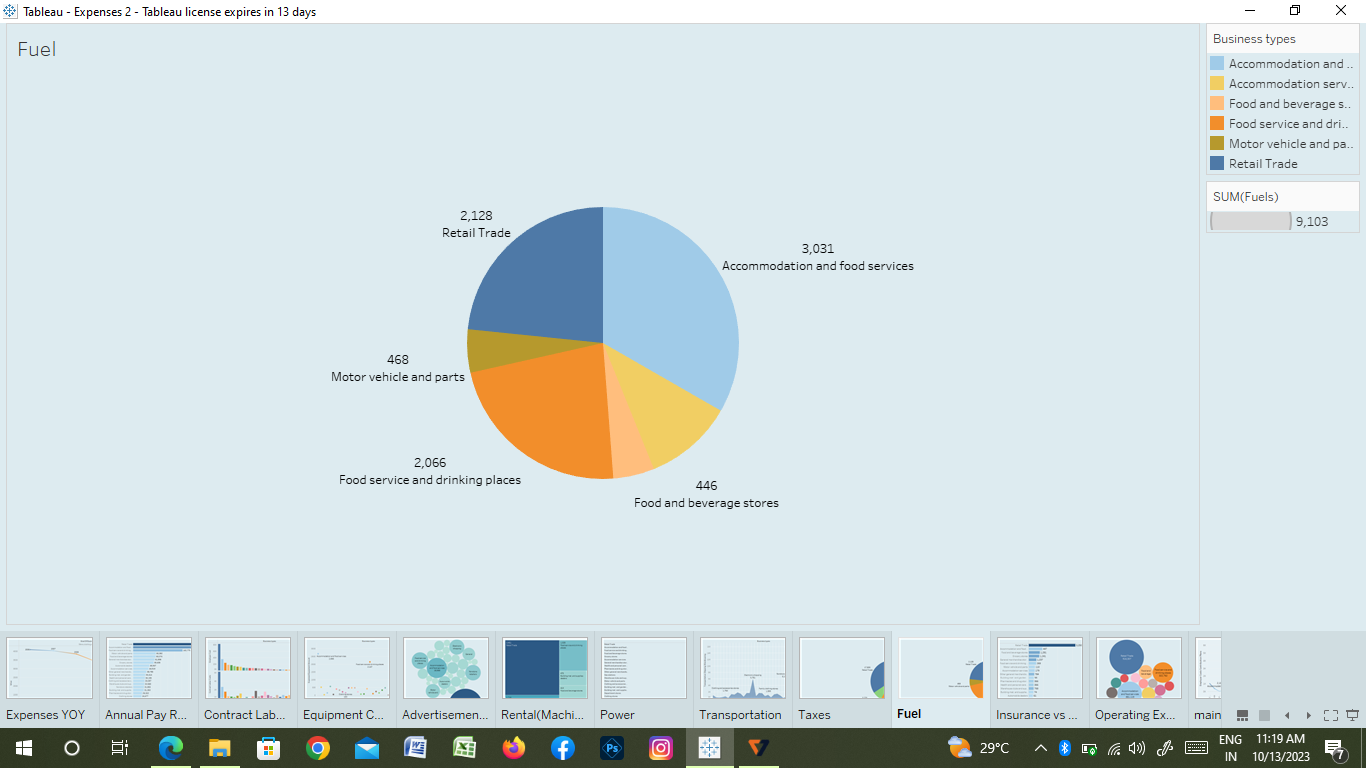 Tableau - Expenses 2 - Tableau license expires in 13 days
Fuel
2,128
Retail Trade
3,031
Accommodation and food services
468
Motor vehicle and parts
2,066
Food service and drinking places
446
Food and beverage stores
Business types
Accommodation and ..
Accommodation serv..
Food and beverage s..
Food service and dri..
Motor vehicle and pa..
Retail Trade
SUM(Fuels)
9,103
Expenses YOY
Annual Pay R...
Contract Lab...
Equipment C...
Advertisemen...
Rental(Machi...
Power
Transportation
Taxes
Fuel
Insurance vs ...
Operating Ex...
main
29°C
ENG
IN
11:19 AM
10/13/2023
7
Ps